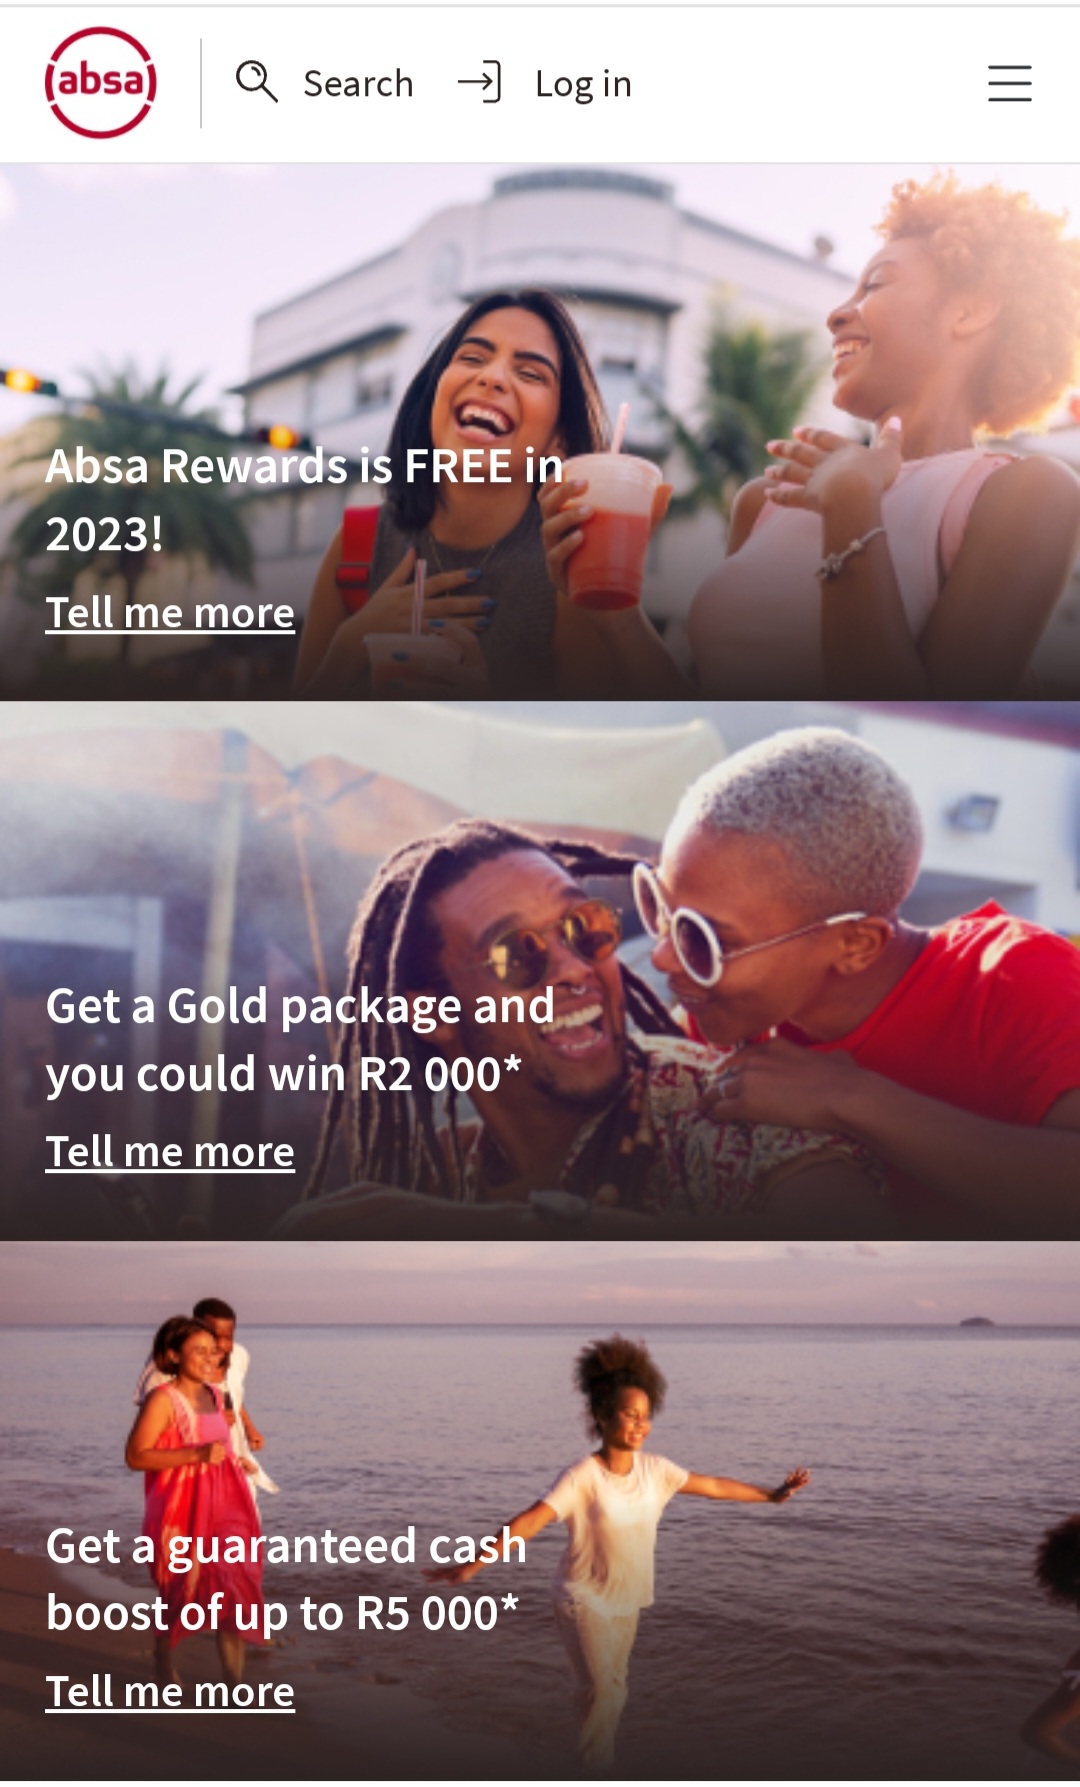 absa
Search
Log in
Absa Rewards is FREE in
2023!
Tell me more
Get a Gold package and
you could win R2 000*
Tell me more
Get a guaranteed cash
boost of up to R5 000*
Tell me more